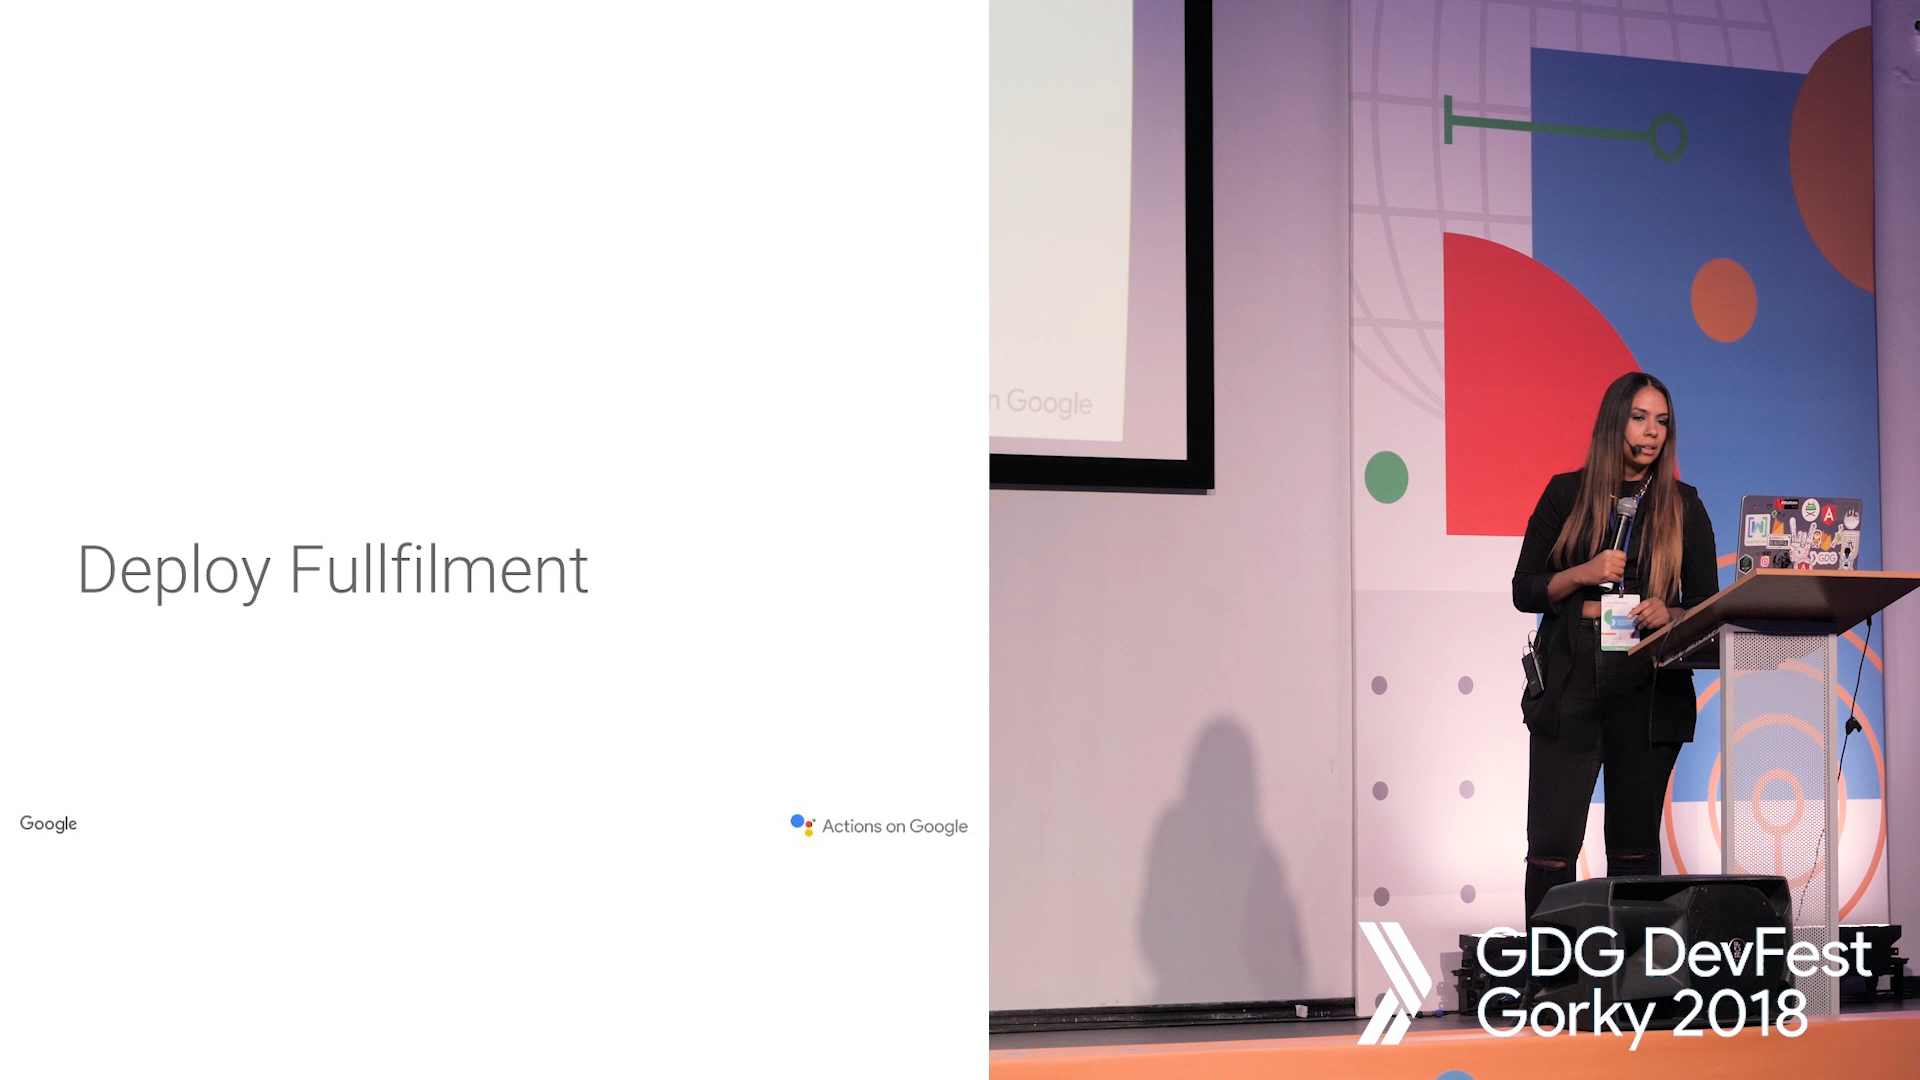 Deploy Fullfilment
Google
Actions on Google
n Google
GDG DevFest
Gorky 2018